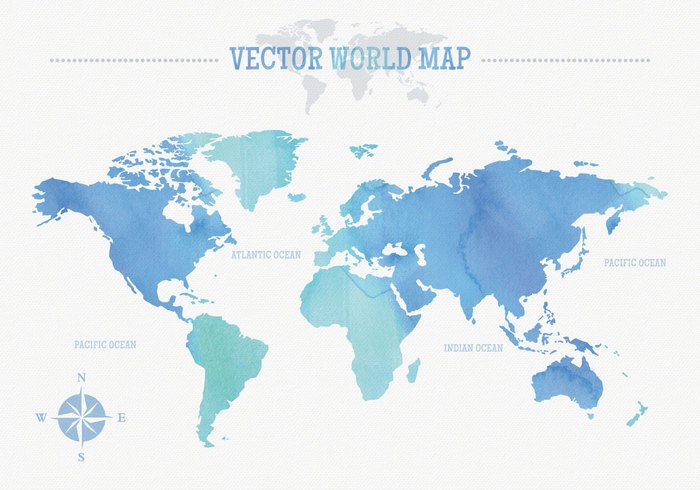 VECTOR WORLD MAP
ATLANTIC OCEAN
PACIFIC OCEAN
PACIFIC OCEAN
INDIAN OCEAN
N
W E
S